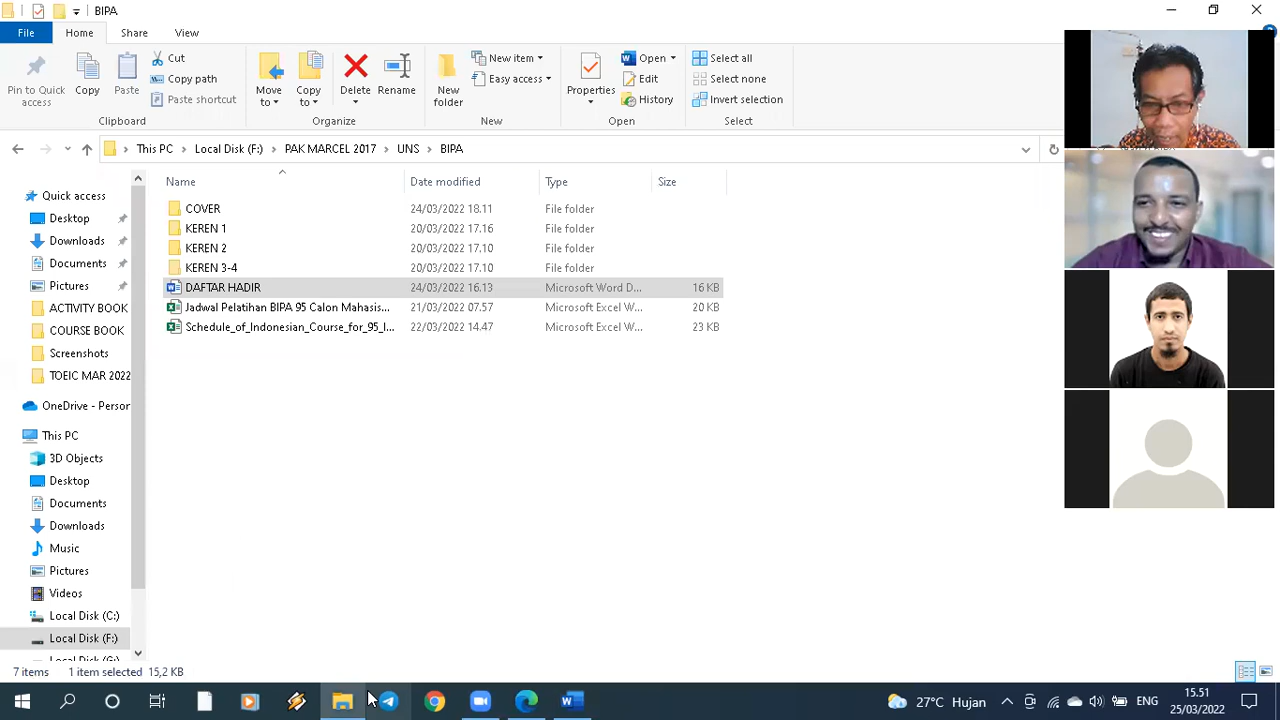 BIPA
File Home Share View
Pin to Quick access
Copy
Paste
Cut
Copy path
Paste shortcut
Clipboard
Move to
Copy to
Delete
Rename
Organize
New folder
New item
Easy access
New
Properties
Open
Edit
History
Open
Select all
Select none
Invert selection
Select
This PC Local Disk (F:) PAK MARCEL 2017 UNS BIPA
Name Date modified Type Size
COVER 24/03/2022 18.11 File folder
KEREN 1 20/03/2022 17.16 File folder
KEREN 2 20/03/2022 17.10 File folder
KEREN 3-4 20/03/2022 17.10 File folder
DAFTAR HADIR 24/03/2022 16.13 Microsoft Word D... 16 KB
Jadwal Pelatihan BIPA 95 Calon Mahasis... 21/03/2022 07.57 Microsoft Excel W... 20 KB
Schedule_of_Indonesian_Course_for_95_I... 22/03/2022 14.47 Microsoft Excel W... 23 KB
Quick access
Desktop
Downloads
Documents
Pictures
ACTIVITY BOOK
COURSE BOOK
Screenshots
TOEIC MAR 2022
OneDrive - Person
This PC
3D Objects
Desktop
Documents
Downloads
Music
Pictures
Videos
Local Disk (C:)
Local Disk (F:)
7 items 1 item selected 15,2 KB
27°C Hujan ENG 15.51
25/03/2022